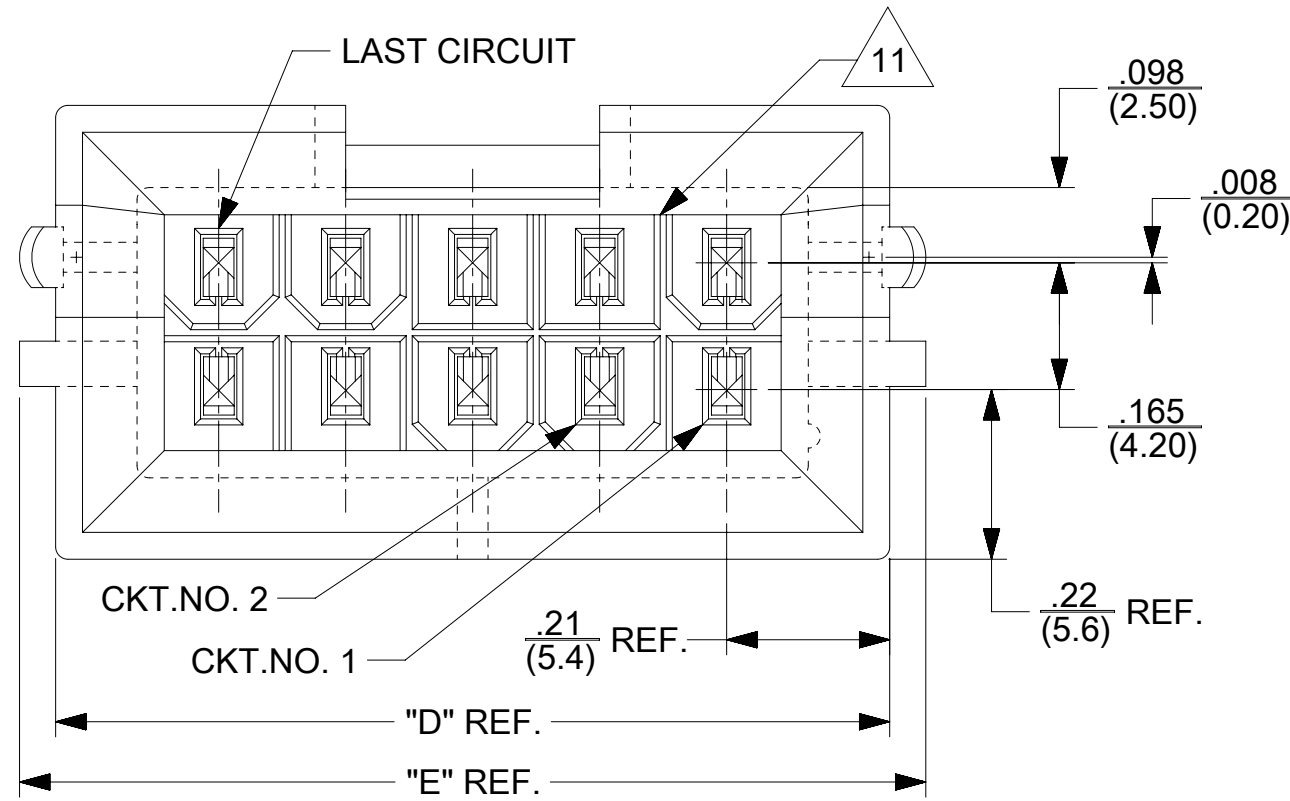 LAST CIRCUIT
11
.098
(2.50)
.008
(0.20)
.165
(4.20)
CKT.NO. 2
.21
(5.4) REF.
.22
(5.6) REF.
CKT.NO. 1
"D" REF.
"E" REF.